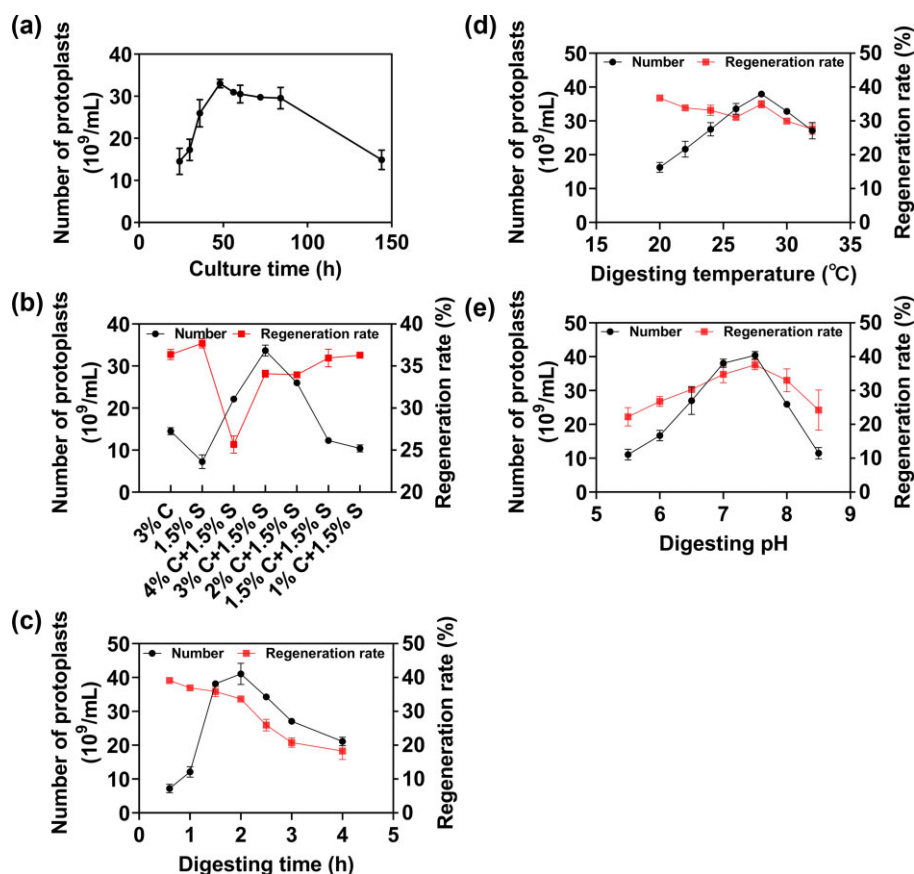 (a)
Number of protoplasts
(10⁹/mL)
40
30
20
10
0
0 50 100 150
Culture time (h)
(b)
Number of protoplasts
(10⁹/mL)
Number Regeneration rate
40
30
20
10
0
40
35
30
25
20
Regeneration rate (%)
3% C
1.5% S
4% C+1.5% S
3% C+1.5% S
2% C+1.5% S
1.5% C+1.5% S
1% C+1.5% S
(c)
Number of protoplasts
(10⁹/mL)
Number Regeneration rate
50
40
30
20
10
0
50
40
30
20
10
0
Regeneration rate (%)
0 1 2 3 4 5
Digesting time (h)
(d)
Number of protoplasts
(10⁹/mL)
Number Regeneration rate
50
40
30
20
10
0
50
40
30
20
10
0
Regeneration rate (%)
15 20 25 30 35
Digesting temperature (℃)
(e)
Number of protoplasts
(10⁹/mL)
Number Regeneration rate
50
40
30
20
10
0
50
40
30
20
10
0
Regeneration rate (%)
5 6 7 8 9
Digesting pH